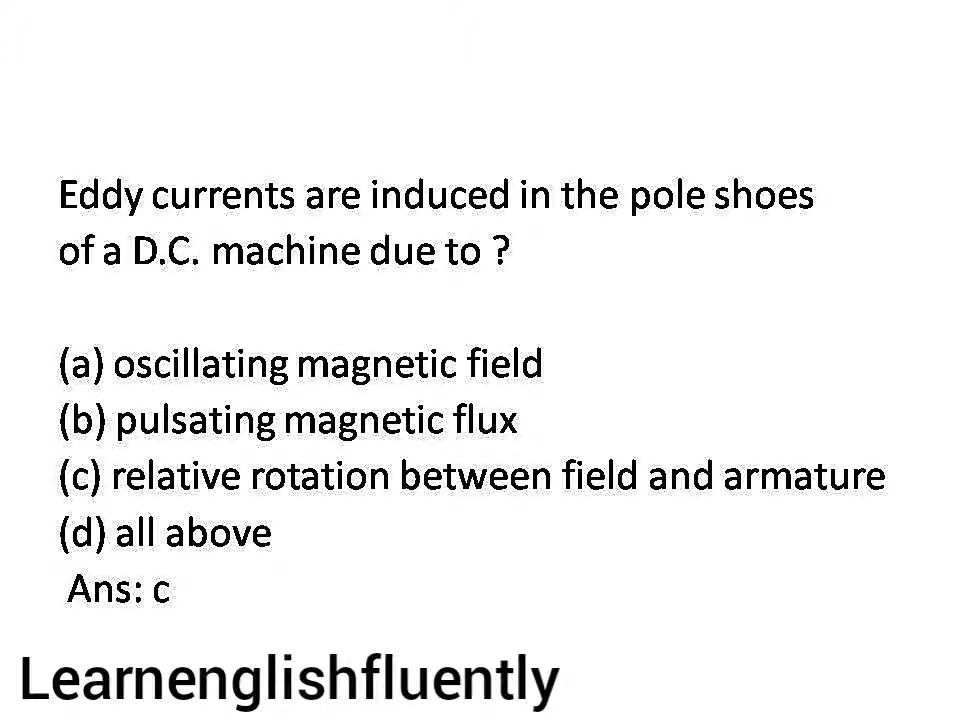 Eddy currents are induced in the pole shoes
of a D.C. machine due to ?
(a) oscillating magnetic field
(b) pulsating magnetic flux
(c) relative rotation between field and armature
(d) all above
Ans: c
Learnenglishfluently